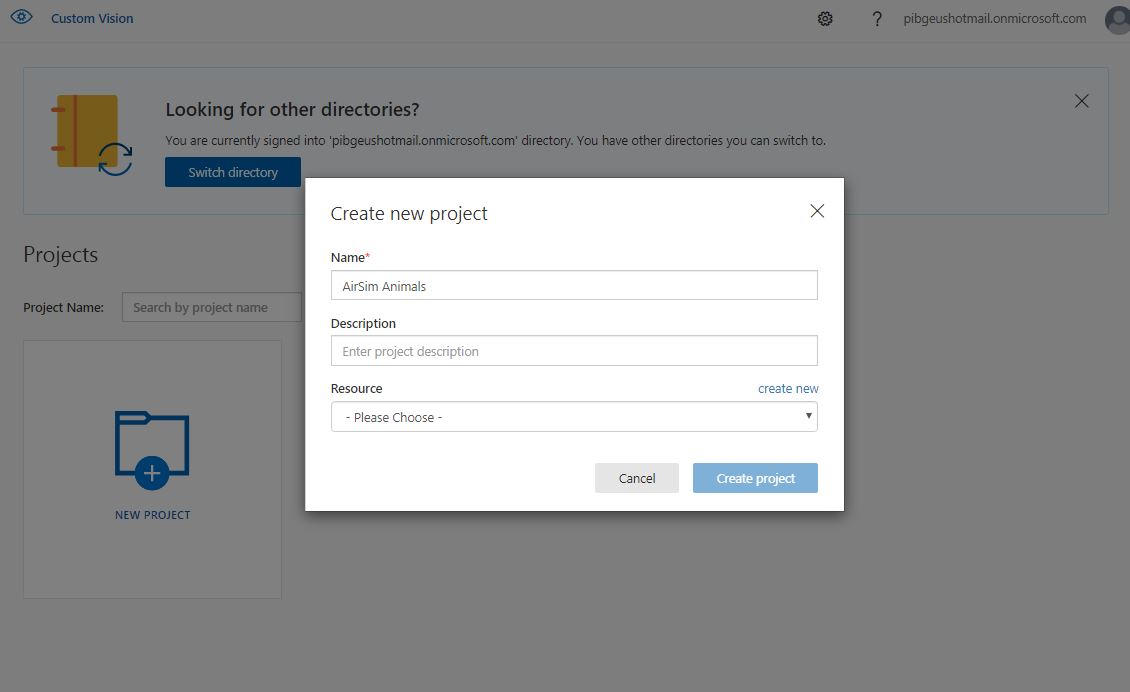 Custom Vision
? pibgeushotmail.onmicrosoft.com
Looking for other directories?
You are currently signed into 'pibgeushotmail.onmicrosoft.com' directory. You have other directories you can switch to.
Switch directory
Create new project
Name*
AirSim Animals
Description
Enter project description
Resource
create new
- Please Choose -
Cancel
Create project
Projects
Project Name:
Search by project name
NEW PROJECT